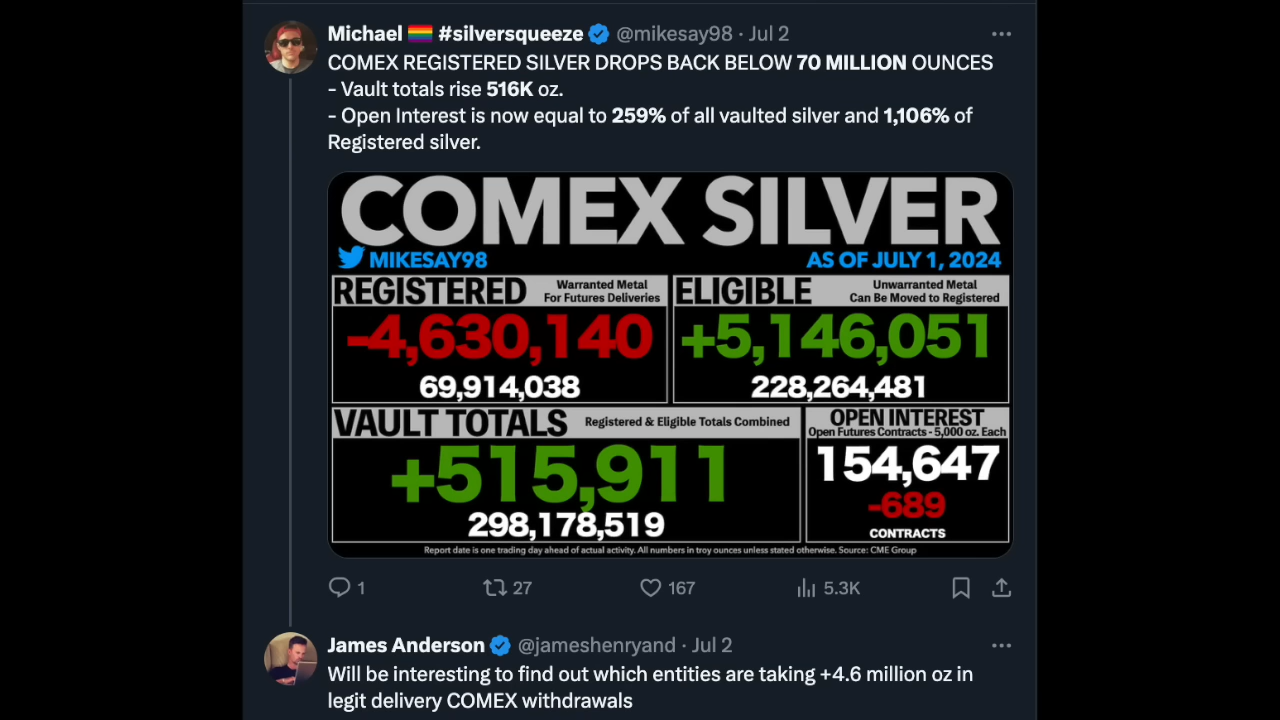 Michael 🏳️‍🌈 #silversqueeze @mikesay98 · Jul 2
COMEX REGISTERED SILVER DROPS BACK BELOW 70 MILLION OUNCES
- Vault totals rise 516K oz.
- Open Interest is now equal to 259% of all vaulted silver and 1,106% of
Registered silver.
COMEX SILVER
MIKESAY98
AS OF JULY 1, 2024
REGISTERED
Warranted Metal
For Futures Deliveries
-4,630,140
69,914,038
ELIGIBLE
Unwarranted Metal
Can Be Moved to Registered
+5,146,051
228,264,481
VAULT TOTALS
Registered & Eligible Totals Combined
+515,911
298,178,519
OPEN INTEREST
Open Futures Contracts - 5,000 oz. Each
154,647
-689
CONTRACTS
Report date is one trading day ahead of actual activity. All numbers in troy ounces unless stated otherwise. Source: CME Group
1 27 167 5.3K
James Anderson @jameshenryand · Jul 2
Will be interesting to find out which entities are taking +4.6 million oz in
legit delivery COMEX withdrawals